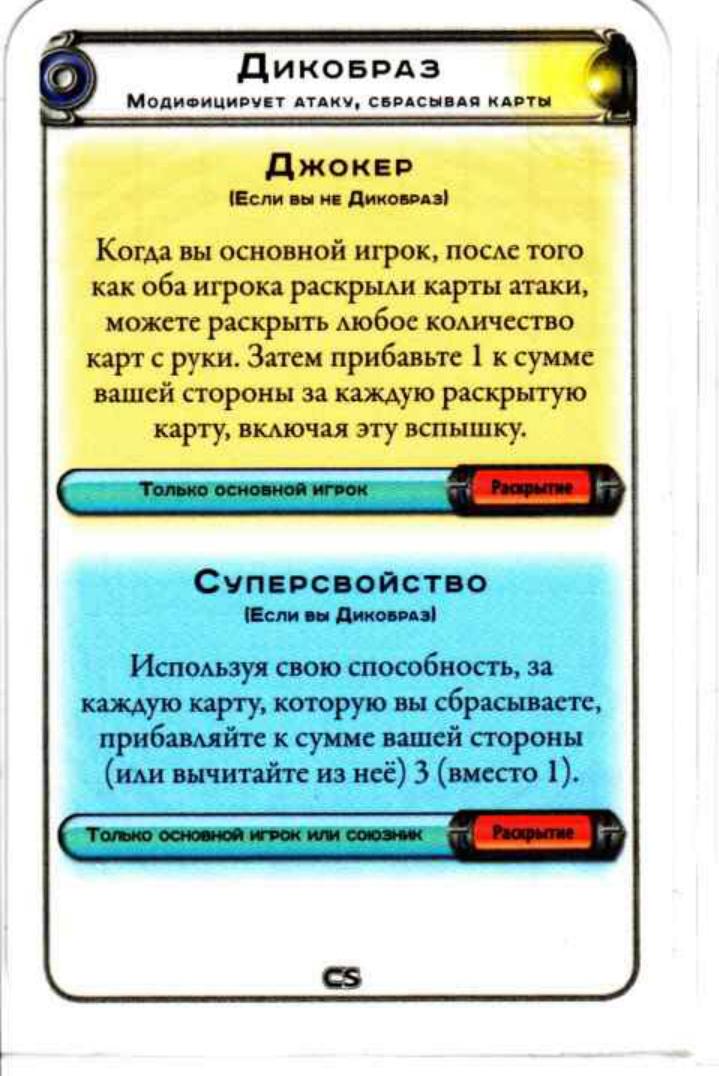 Дикобраз
Модифицирует атаку, сбрасывая карты
Джокер
(Если вы не Дикобраз)
Когда вы основной игрок, после того
как оба игрока раскрыли карты атаки,
можете раскрыть любое количество
карт с руки. Затем прибавьте 1 к сумме
вашей стороны за каждую раскрытую
карту, включая эту вспышку.
Только основной игрок Раскрытие
Суперсвойство
(Если вы Дикобраз)
Используя свою способность, за
каждую карту, которую вы сбрасываете,
прибавляйте к сумме вашей стороны
(или вычитайте из неё) 3 (вместо 1).
Только основной игрок или союзник Раскрытие
CS